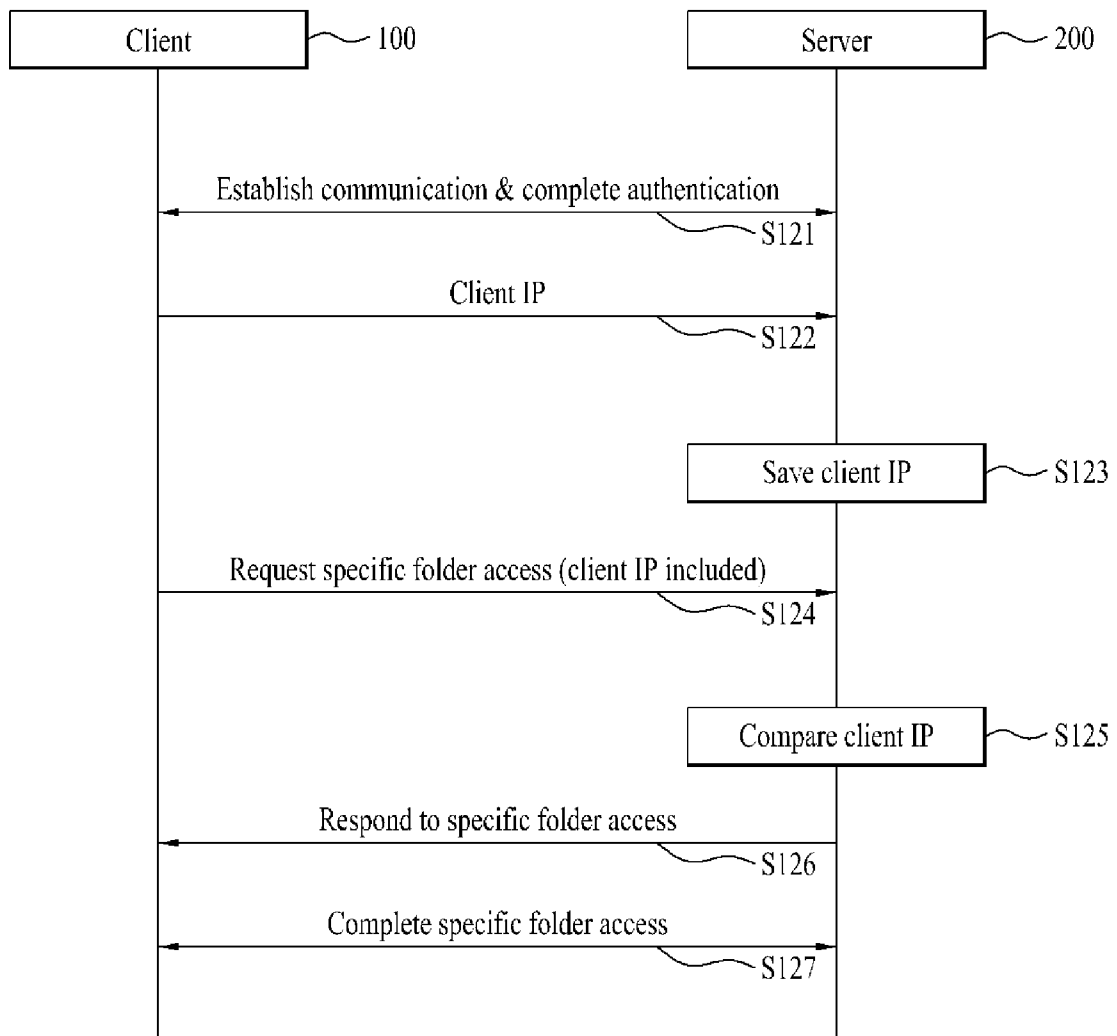 Client
100
Server
200
Establish communication & complete authentication
S121
Client IP
S122
Save client IP
S123
Request specific folder access (client IP included)
S124
Compare client IP
S125
Respond to specific folder access
S126
Complete specific folder access
S127